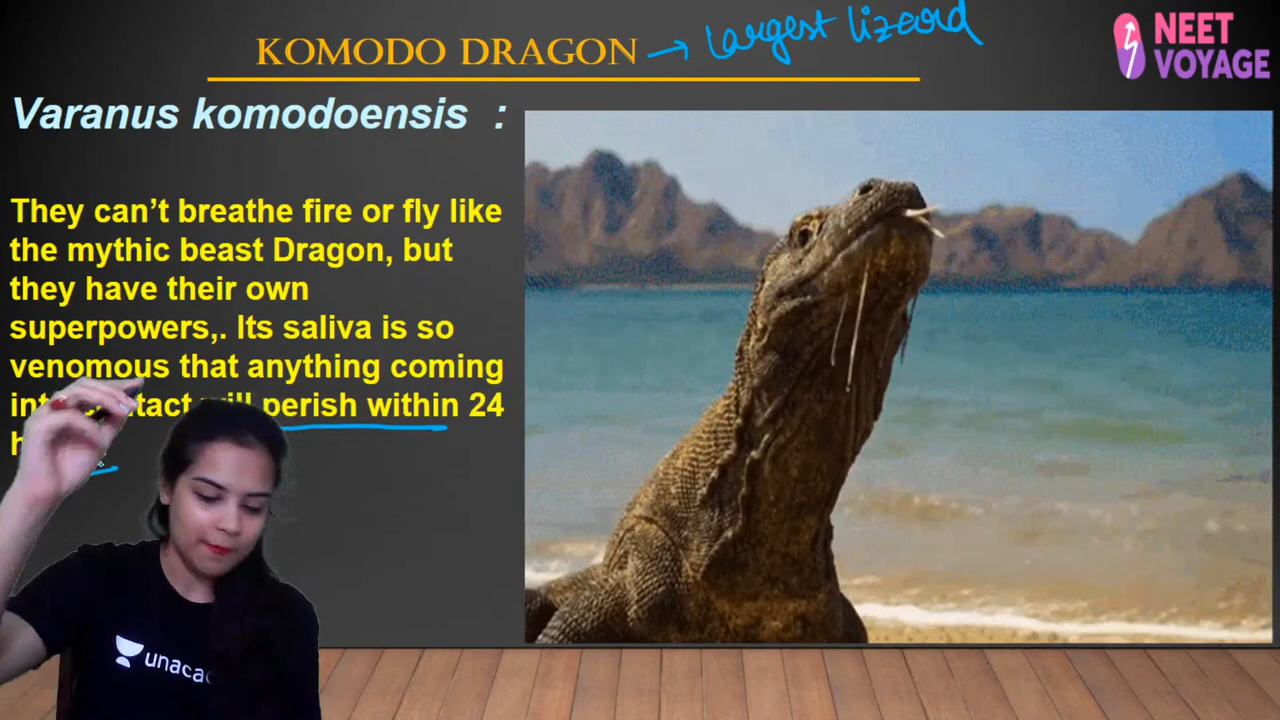 KOMODO DRAGON → largest lizard
NEET
VOYAGE
Varanus komodoensis :
They can't breathe fire or fly like
the mythic beast Dragon, but
they have their own
superpowers,. Its saliva is so
venomous that anything coming
will perish within 24
unaca